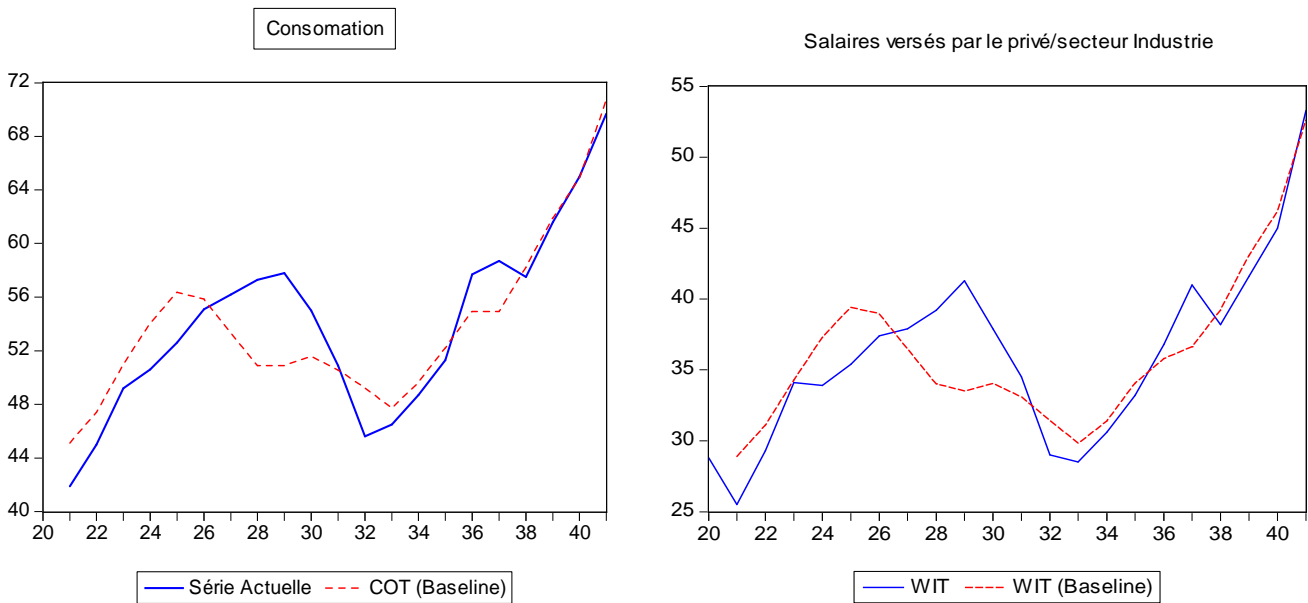 Consomation
72
68
64
60
56
52
48
44
40
20 22 24 26 28 30 32 34 36 38 40
Série Actuelle COT (Baseline)
Salaires versés par le privé/secteur Industrie
55
50
45
40
35
30
25
20 22 24 26 28 30 32 34 36 38 40
WIT WIT (Baseline)